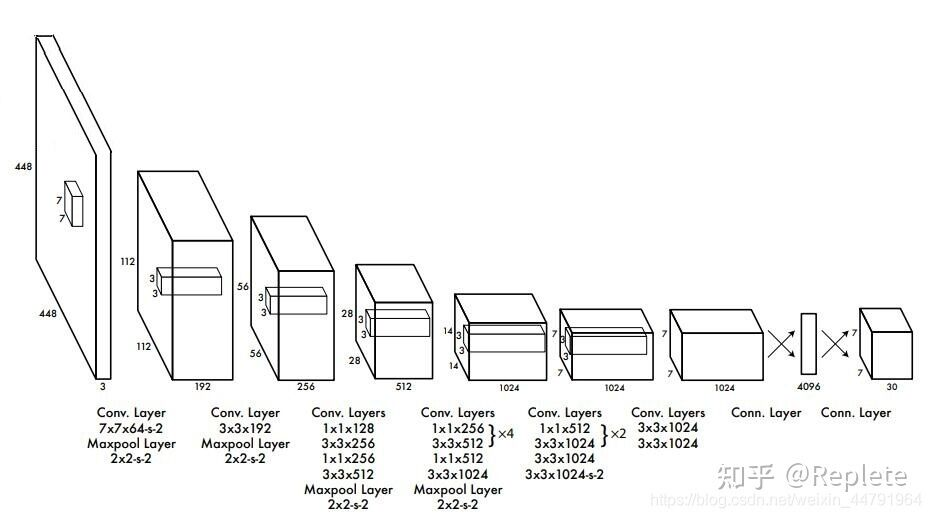 448
7
7
448
3
112
3
3
112
192
56
3
3
56
256
28
3
3
28
512
14
3
3
14
1024
7
3
3
7
1024
7
7
1024
4096
7
7
30
Conv. Layer
7x7x64-s-2
Maxpool Layer
2x2-s-2
Conv. Layer
3x3x192
Maxpool Layer
2x2-s-2
Conv. Layers
1x1x128
3x3x256
1x1x256
3x3x512
Maxpool Layer
2x2-s-2
Conv. Layers
1x1x256
3x3x512
}×4
1x1x512
3x3x1024
Maxpool Layer
2x2-s-2
Conv. Layers
1x1x512
3x3x1024
}×2
3x3x1024
3x3x1024-s-2
Conv. Layers
3x3x1024
3x3x1024
Conn. Layer
Conn. Layer
知乎 @Replete
https://blog.csdn.net/weixin_44791964